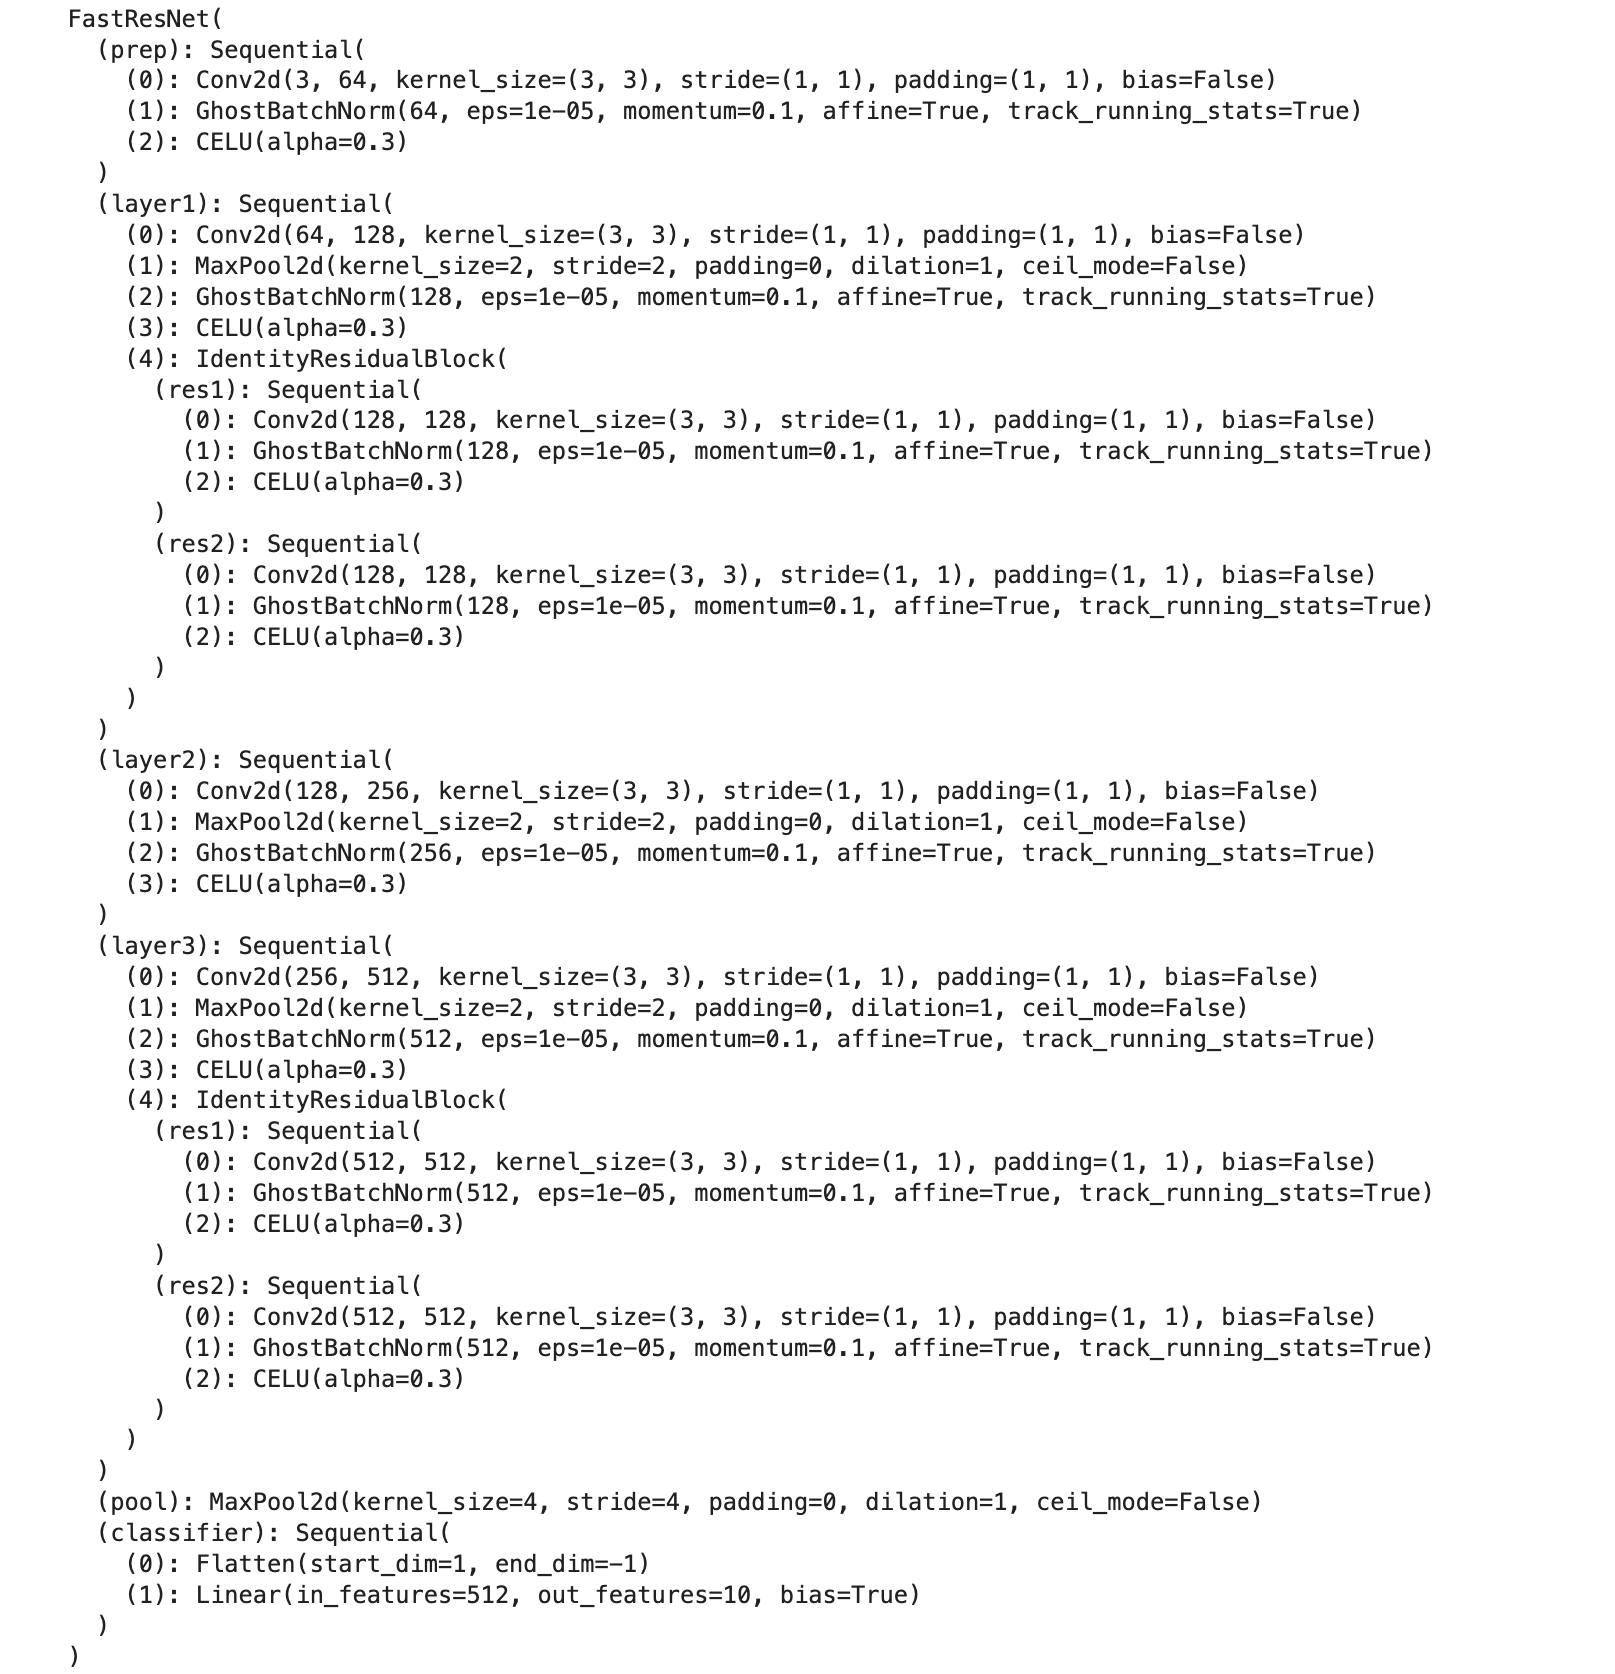 FastResNet(
  (prep): Sequential(
    (0): Conv2d(3, 64, kernel_size=(3, 3), stride=(1, 1), padding=(1, 1), bias=False)
    (1): GhostBatchNorm(64, eps=1e-05, momentum=0.1, affine=True, track_running_stats=True)
    (2): CELU(alpha=0.3)
  )
  (layer1): Sequential(
    (0): Conv2d(64, 128, kernel_size=(3, 3), stride=(1, 1), padding=(1, 1), bias=False)
    (1): MaxPool2d(kernel_size=2, stride=2, padding=0, dilation=1, ceil_mode=False)
    (2): GhostBatchNorm(128, eps=1e-05, momentum=0.1, affine=True, track_running_stats=True)
    (3): CELU(alpha=0.3)
    (4): IdentityResidualBlock(
      (res1): Sequential(
        (0): Conv2d(128, 128, kernel_size=(3, 3), stride=(1, 1), padding=(1, 1), bias=False)
        (1): GhostBatchNorm(128, eps=1e-05, momentum=0.1, affine=True, track_running_stats=True)
        (2): CELU(alpha=0.3)
      )
      (res2): Sequential(
        (0): Conv2d(128, 128, kernel_size=(3, 3), stride=(1, 1), padding=(1, 1), bias=False)
        (1): GhostBatchNorm(128, eps=1e-05, momentum=0.1, affine=True, track_running_stats=True)
        (2): CELU(alpha=0.3)
      )
    )
  )
  (layer2): Sequential(
    (0): Conv2d(128, 256, kernel_size=(3, 3), stride=(1, 1), padding=(1, 1), bias=False)
    (1): MaxPool2d(kernel_size=2, stride=2, padding=0, dilation=1, ceil_mode=False)
    (2): GhostBatchNorm(256, eps=1e-05, momentum=0.1, affine=True, track_running_stats=True)
    (3): CELU(alpha=0.3)
  )
  (layer3): Sequential(
    (0): Conv2d(256, 512, kernel_size=(3, 3), stride=(1, 1), padding=(1, 1), bias=False)
    (1): MaxPool2d(kernel_size=2, stride=2, padding=0, dilation=1, ceil_mode=False)
    (2): GhostBatchNorm(512, eps=1e-05, momentum=0.1, affine=True, track_running_stats=True)
    (3): CELU(alpha=0.3)
    (4): IdentityResidualBlock(
      (res1): Sequential(
        (0): Conv2d(512, 512, kernel_size=(3, 3), stride=(1, 1), padding=(1, 1), bias=False)
        (1): GhostBatchNorm(512, eps=1e-05, momentum=0.1, affine=True, track_running_stats=True)
        (2): CELU(alpha=0.3)
      )
      (res2): Sequential(
        (0): Conv2d(512, 512, kernel_size=(3, 3), stride=(1, 1), padding=(1, 1), bias=False)
        (1): GhostBatchNorm(512, eps=1e-05, momentum=0.1, affine=True, track_running_stats=True)
        (2): CELU(alpha=0.3)
      )
    )
  )
  (pool): MaxPool2d(kernel_size=4, stride=4, padding=0, dilation=1, ceil_mode=False)
  (classifier): Sequential(
    (0): Flatten(start_dim=1, end_dim=-1)
    (1): Linear(in_features=512, out_features=10, bias=True)
  )
)